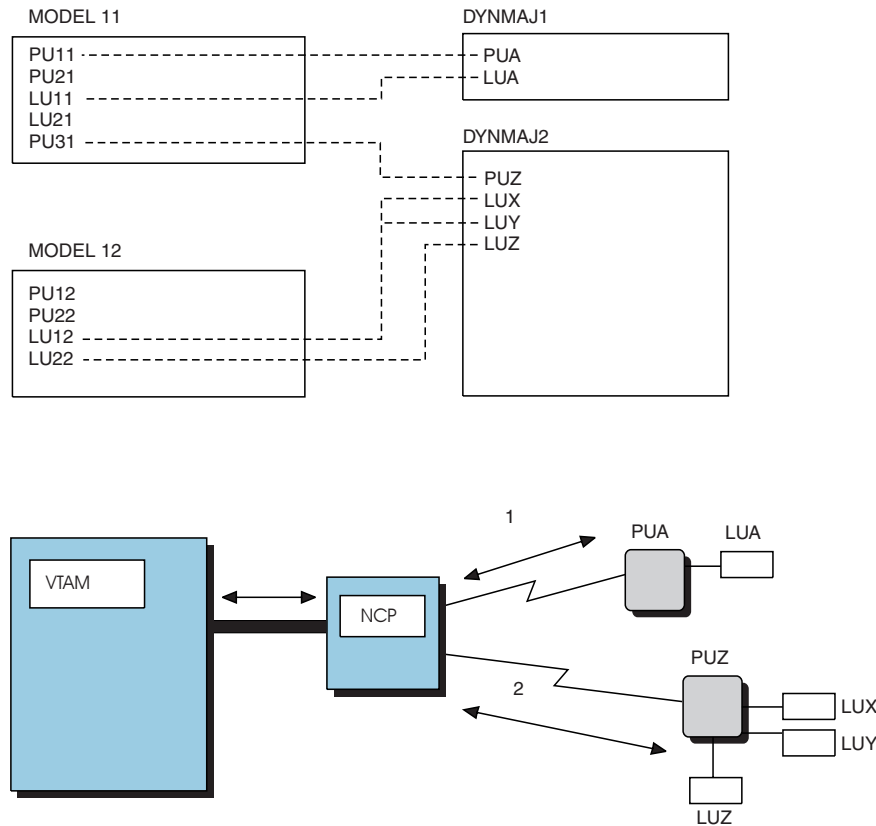 MODEL 11
PU11
PU21
LU11
LU21
PU31
DYNMAJ1
PUA
LUA
DYNMAJ2
PUZ
LUX
LUY
LUZ
MODEL 12
PU12
PU22
LU12
LU22
VTAM
NCP
1
PUA
LUA
2
PUZ
LUX
LUY
LUZ